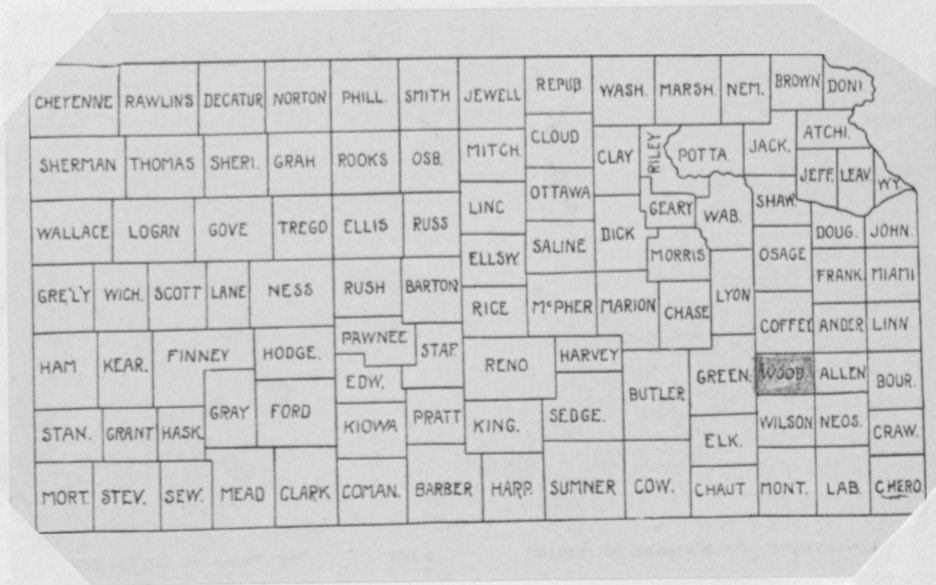 CHEYENNE RAWLINS DECATUR NORTON PHILL. SMITH JEWELL REPUB. WASH. MARSH. NEM. BROWN DONI.
SHERMAN THOMAS SHERI. GRAH ROOKS OSB. MITCH. CLOUD CLAY RILEY POTTA. JACK. ATCHI.
JEFF. LEAV. WY.
WALLACE LOGAN GOVE TREGO ELLIS RUSS LINC OTTAWA DICK GEARY WAB. SHAW. DOUG. JOHN.
ELLSW. SALINE MORRIS OSAGE
GRE'LY WICH. SCOTT LANE NESS RUSH BARTON RICE McPHER MARION CHASE LYON FRANK. MIAMI
COFFEY ANDER LINN
HAM KEAR. FINNEY HODGE. PAWNEE STAF. RENO HARVEY BUTLER GREEN. WOOD. ALLEN BOUR.
EDW.
STAN. GRANT HASK. GRAY FORD KIOWA PRATT KING. SEDGE. ELK. WILSON NEOS. CRAW.
MORT. STEV. SEW. MEAD CLARK COMAN. BARBER HARP. SUMNER COW. CHAUT MONT. LAB. CHERO.